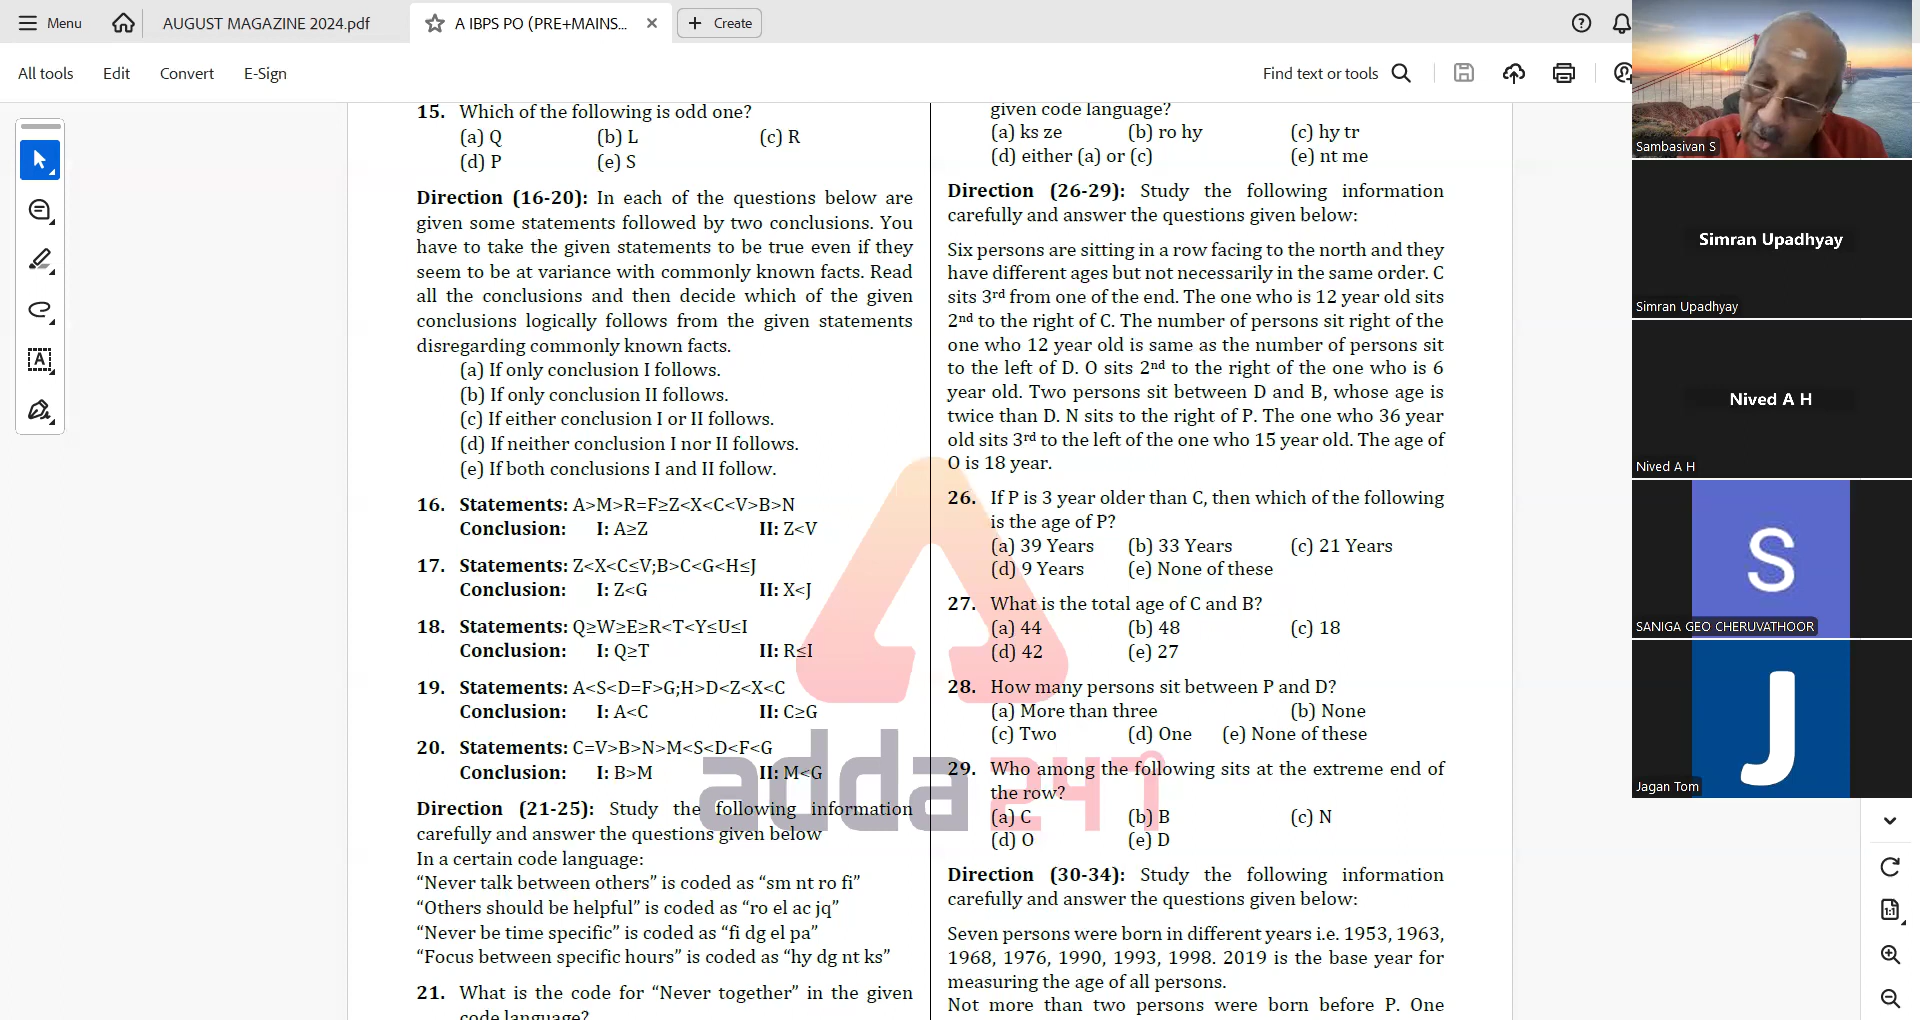 Menu
AUGUST MAGAZINE 2024.pdf
A IBPS PO (PRE+MAINS...
Create
All tools
Edit
Convert
E-Sign
Find text or tools
15. Which of the following is odd one?
(a) Q (b) L (c) R
(d) P (e) S
Direction (16-20): In each of the questions below are
given some statements followed by two conclusions. You
have to take the given statements to be true even if they
seem to be at variance with commonly known facts. Read
all the conclusions and then decide which of the given
conclusions logically follows from the given statements
disregarding commonly known facts.
(a) If only conclusion I follows.
(b) If only conclusion II follows.
(c) If either conclusion I or II follows.
(d) If neither conclusion I nor II follows.
(e) If both conclusions I and II follow.
16. Statements: A>M>R=F≥Z<X<C<V>B>N
Conclusion: I: A≥Z II: Z<V
17. Statements: Z<X<C≤V;B>C<G<H≤J
Conclusion: I: Z<G II: X<J
18. Statements: Q≥W≥E≥R<T<Y≤U≤I
Conclusion: I: Q≥T II: R≤I
19. Statements: A<S<D=F>G;H>D<Z<X<C
Conclusion: I: A<C II: C≥G
20. Statements: C=V>B>N>M<S<D<F<G
Conclusion: I: B>M II: M<G
Direction (21-25): Study the following information
carefully and answer the questions given below
In a certain code language:
“Never talk between others” is coded as “sm nt ro fi”
“Others should be helpful” is coded as “ro el ac jq”
“Never be time specific” is coded as “fi dg el pa”
“Focus between specific hours” is coded as “hy dg nt ks”
21. What is the code for “Never together” in the given
code language?
given code language?
(a) ks ze (b) ro hy (c) hy tr
(d) either (a) or (c) (e) nt me
Direction (26-29): Study the following information
carefully and answer the questions given below:
Six persons are sitting in a row facing to the north and they
have different ages but not necessarily in the same order. C
sits 3rd from one of the end. The one who is 12 year old sits
2nd to the right of C. The number of persons sit right of the
one who 12 year old is same as the number of persons sit
to the left of D. O sits 2nd to the right of the one who is 6
year old. Two persons sit between D and B, whose age is
twice than D. N sits to the right of P. The one who 36 year
old sits 3rd to the left of the one who 15 year old. The age of
O is 18 year.
26. If P is 3 year older than C, then which of the following
is the age of P?
(a) 39 Years (b) 33 Years (c) 21 Years
(d) 9 Years (e) None of these
27. What is the total age of C and B?
(a) 44 (b) 48 (c) 18
(d) 42 (e) 27
28. How many persons sit between P and D?
(a) More than three (b) None
(c) Two (d) One (e) None of these
29. Who among the following sits at the extreme end of
the row?
(a) C (b) B (c) N
(d) O (e) D
Direction (30-34): Study the following information
carefully and answer the questions given below:
Seven persons were born in different years i.e. 1953, 1963,
1968, 1976, 1990, 1993, 1998. 2019 is the base year for
measuring the age of all persons.
Not more than two persons were born before P. One
adda247
Sambasivan S
Simran Upadhyay
Simran Upadhyay
Nived A H
Nived A H
S
SANIGA GEO CHERUVATHOOR
J
Jagan Tom
1:1